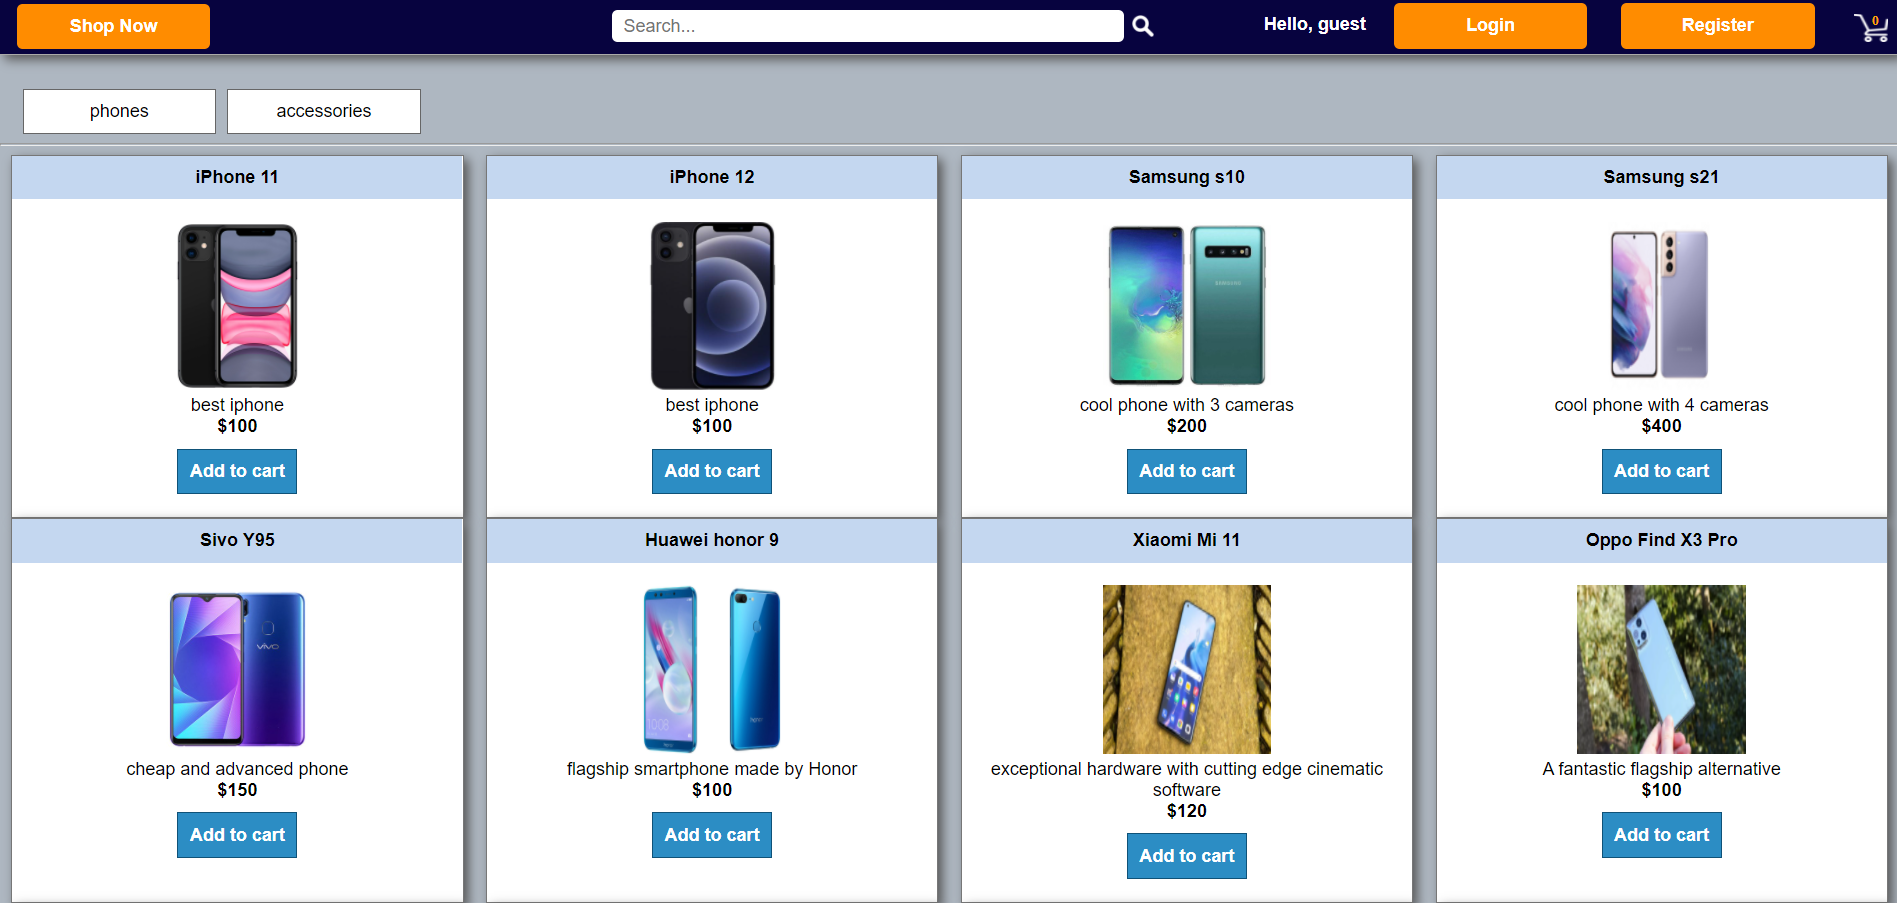 Shop Now
Search...
Hello, guest
Login
Register
0
phones
accessories
iPhone 11
iPhone 12
Samsung s10
Samsung s21
SAMSUNG
best iphone
best iphone
cool phone with 3 cameras
cool phone with 4 cameras
$100
$100
$200
$400
Add to cart
Add to cart
Add to cart
Add to cart
Sivo Y95
Huawei honor 9
Xiaomi Mi 11
Oppo Find X3 Pro
vivo
10:08
honor
cheap and advanced phone
flagship smartphone made by Honor
exceptional hardware with cutting edge cinematic
software
A fantastic flagship alternative
$150
$100
$120
$100
Add to cart
Add to cart
Add to cart
Add to cart